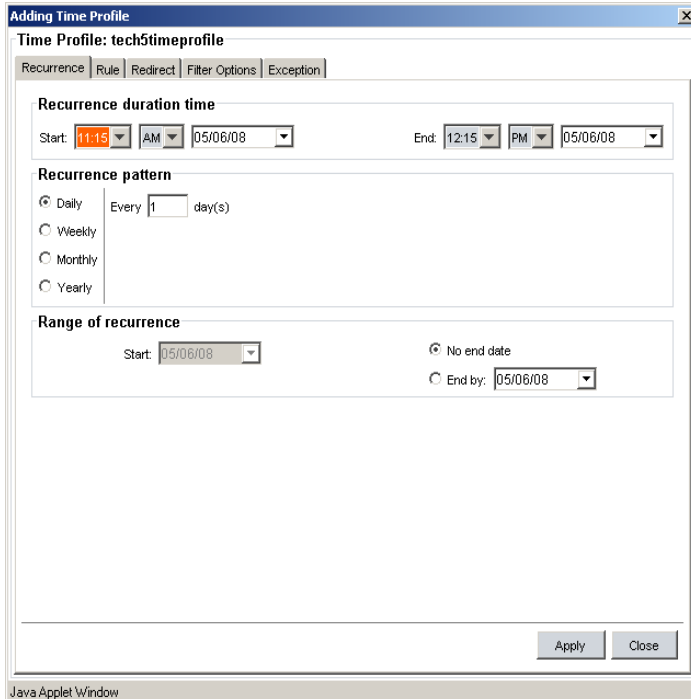 Adding Time Profile
Time Profile: tech5timeprofile
Recurrence Rule Redirect Filter Options Exception
Recurrence duration time
Start: 11:15 AM 05/06/08 End: 12:15 PM 05/06/08
Recurrence pattern
Daily Every 1 day(s)
Weekly
Monthly
Yearly
Range of recurrence
Start: 05/06/08 No end date
End by: 05/06/08
Apply Close
Java Applet Window